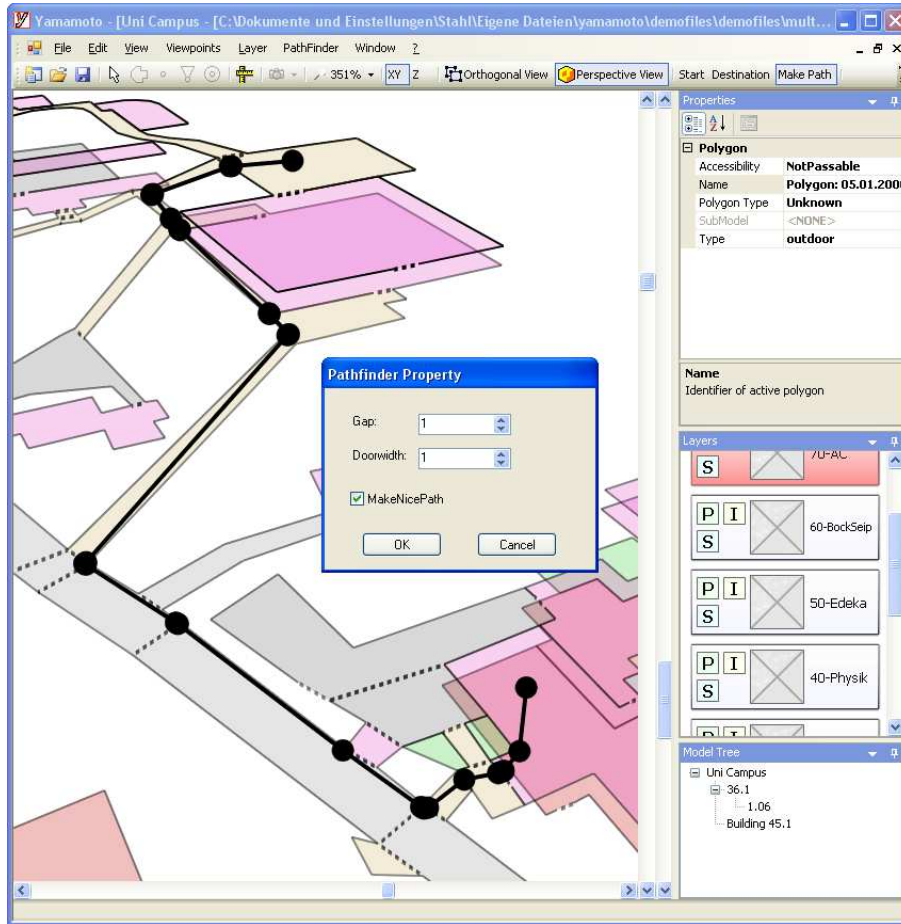 Yamamoto - [Uni Campus - [C:\Dokumente und Einstellungen\Stahl\Eigene Dateien\yamamoto\demofiles\demofiles\mult...
File Edit View Viewpoints Layer PathFinder Window ?
351% XY Z Orthogonal View Perspective View Start Destination Make Path
Properties
Polygon
Accessibility NotPassable
Name Polygon: 05.01.200
Polygon Type Unknown
SubModel <NONE>
Type outdoor
Pathfinder Property
Gap: 1
Doorwidth: 1
MakeNicePath
OK Cancel
Name
Identifier of active polygon
Layers
70-AC
S
P I
S
60-BockSeip
P I
S
50-Edeka
P I
S
40-Physik
P I
Model Tree
Uni Campus
36.1
1.06
Building 45.1